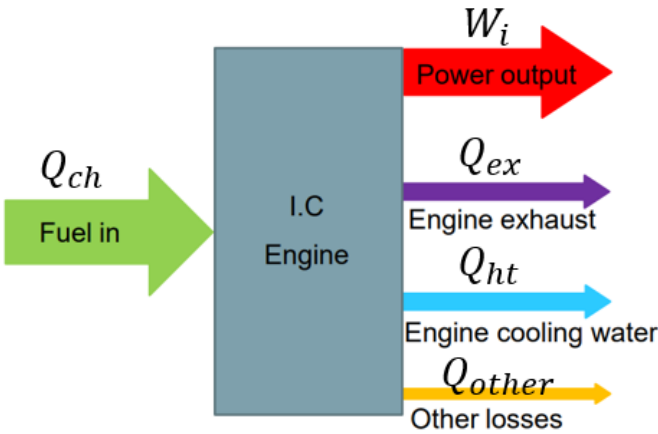 W_i
Power output
Q_ch
Fuel in
I.C
Engine
Q_ex
Engine exhaust
Q_ht
Engine cooling water
Q_other
Other losses